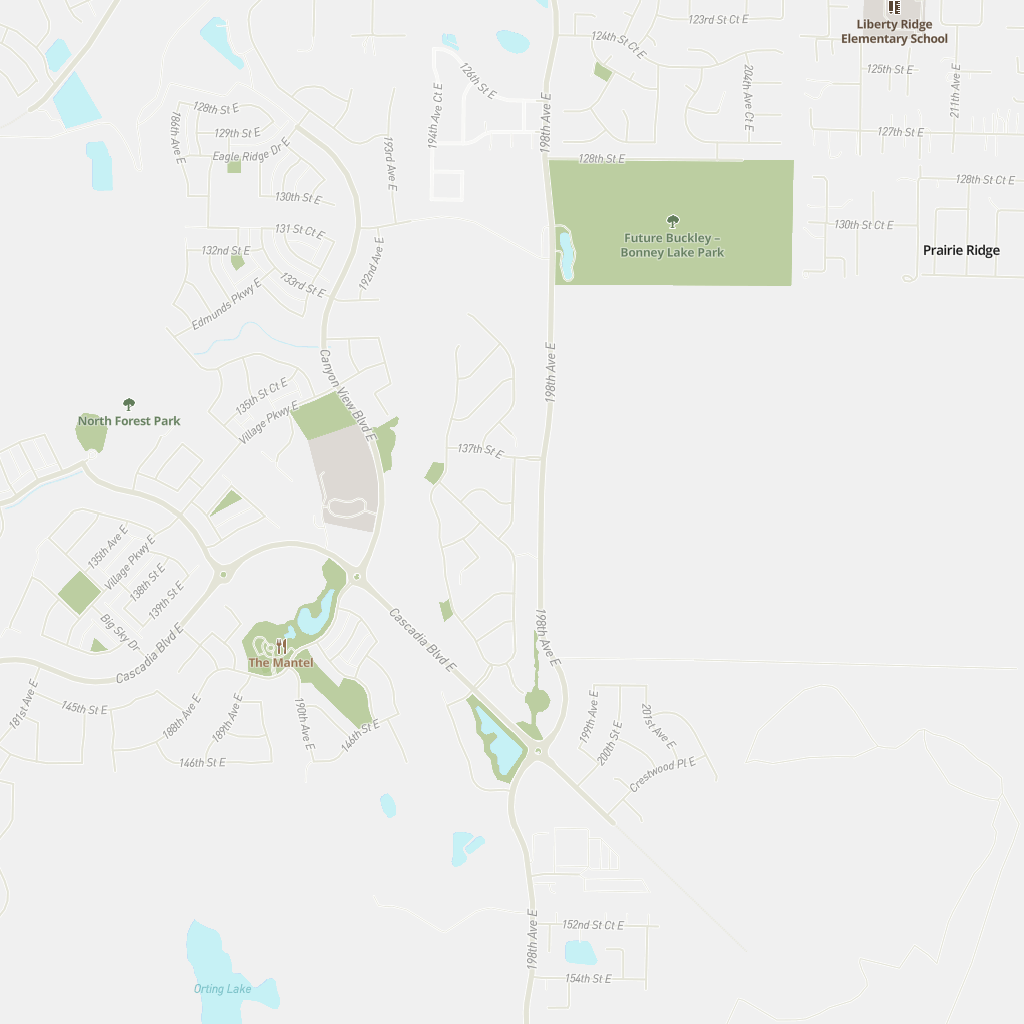 123rd St Ct E
Liberty Ridge
Elementary School
124th St Ct E
125th St E
126th St E
204th Ave Ct E
211th Ave E
194th Ave Ct E
198th Ave E
128th St E
189th Ave E
129th St E
127th St E
193rd Ave E
Eagle Ridge Dr E
128th St E
128th St Ct E
130th St E
131 St Ct E
130th St Ct E
Future Buckley –
Bonney Lake Park
Prairie Ridge
132nd St E
192nd Ave E
133rd St E
Edmunds Pkwy E
198th Ave E
Canyon View Blvd E
135th St Ct E
Village Pkwy E
North Forest Park
137th St E
135th Ave E
Village Pkwy E
138th St E
139th St E
Big Sky Dr
Cascadia Blvd E
Cascadia Blvd E
198th Ave E
The Mantel
181st Ave E
145th St E
188th Ave E
189th Ave E
190th Ave E
146th St E
146th St E
199th Ave E
200th St E
201st Ave E
Crestwood Pl E
198th Ave E
152nd St Ct E
154th St E
Orting Lake